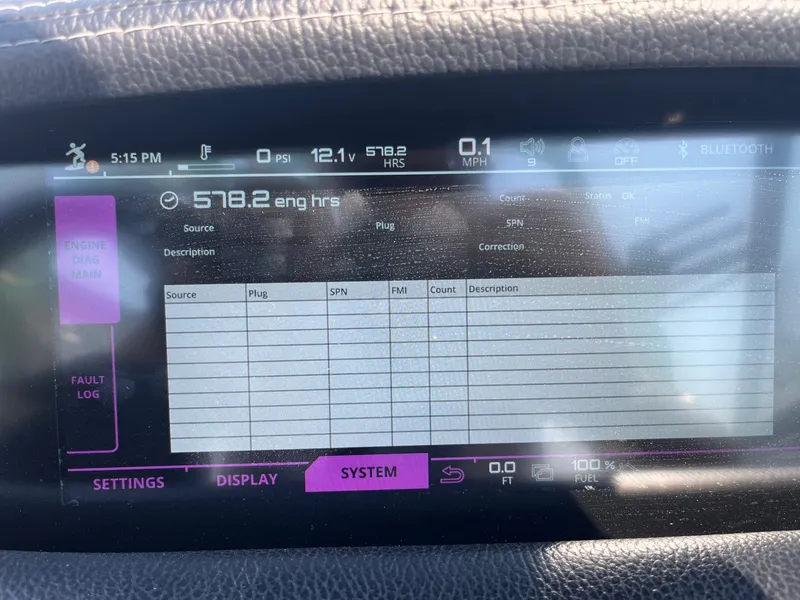 5:15 PM 0 PSI 12.1 V 578.2 HRS 0.1 MPH 9 OFF BLUETOOTH
578.2 eng hrs Count Status OK
Source Plug SPN FMI
Description Correction
ENGINE
DIAG
MAIN
Source Plug SPN FMI Count Description
FAULT
LOG
SETTINGS DISPLAY SYSTEM 0.0 FT 100 % FUEL